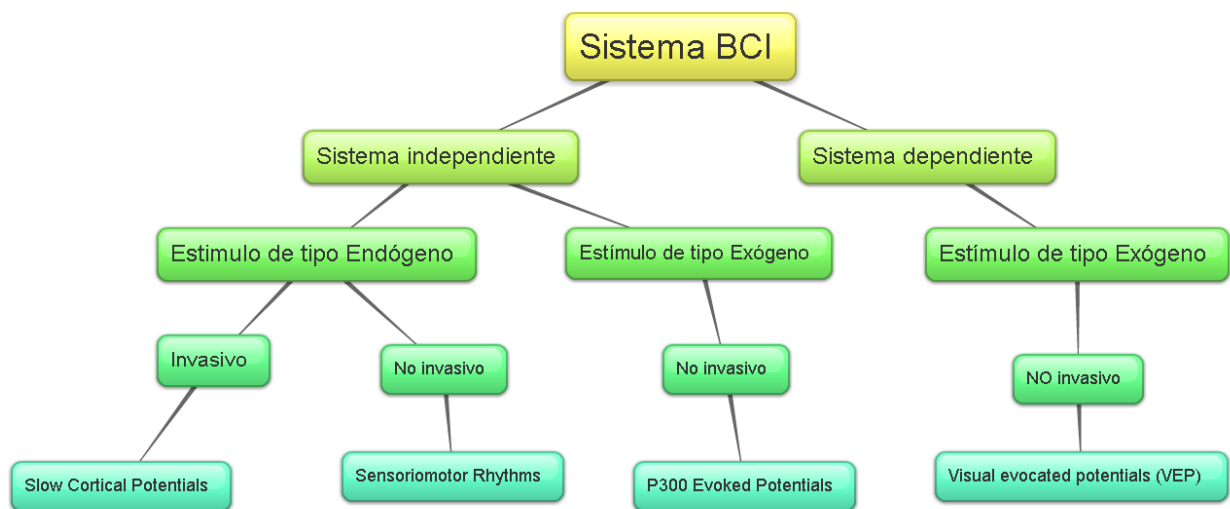 Sistema BCI
Sistema independiente
Sistema dependiente
Estimulo de tipo Endógeno
Estímulo de tipo Exógeno
Estímulo de tipo Exógeno
Invasivo
No invasivo
No invasivo
NO invasivo
Slow Cortical Potentials
Sensoriomotor Rhythms
P300 Evoked Potentials
Visual evocated potentials (VEP)